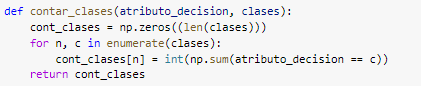 def contar_clases(atributo_decision, clases):
    cont_clases = np.zeros((len(clases)))
    for n, c in enumerate(clases):
        cont_clases[n] = int(np.sum(atributo_decision == c))
    return cont_clases